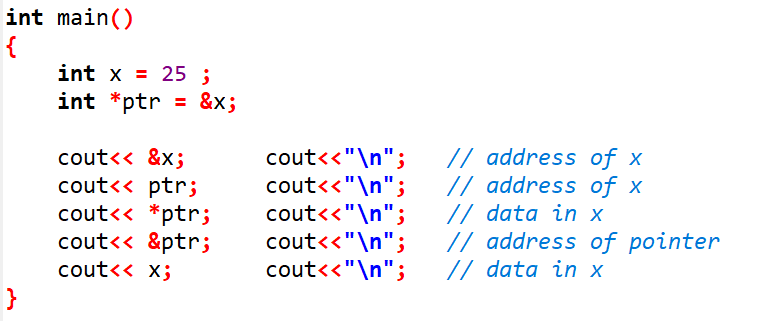 int main()
{
int x = 25 ;
int *ptr = &x;
cout<< &x; cout<<"\n"; // address of x
cout<< ptr; cout<<"\n"; // address of x
cout<< *ptr; cout<<"\n"; // data in x
cout<< &ptr; cout<<"\n"; // address of pointer
cout<< x; cout<<"\n"; // data in x
}